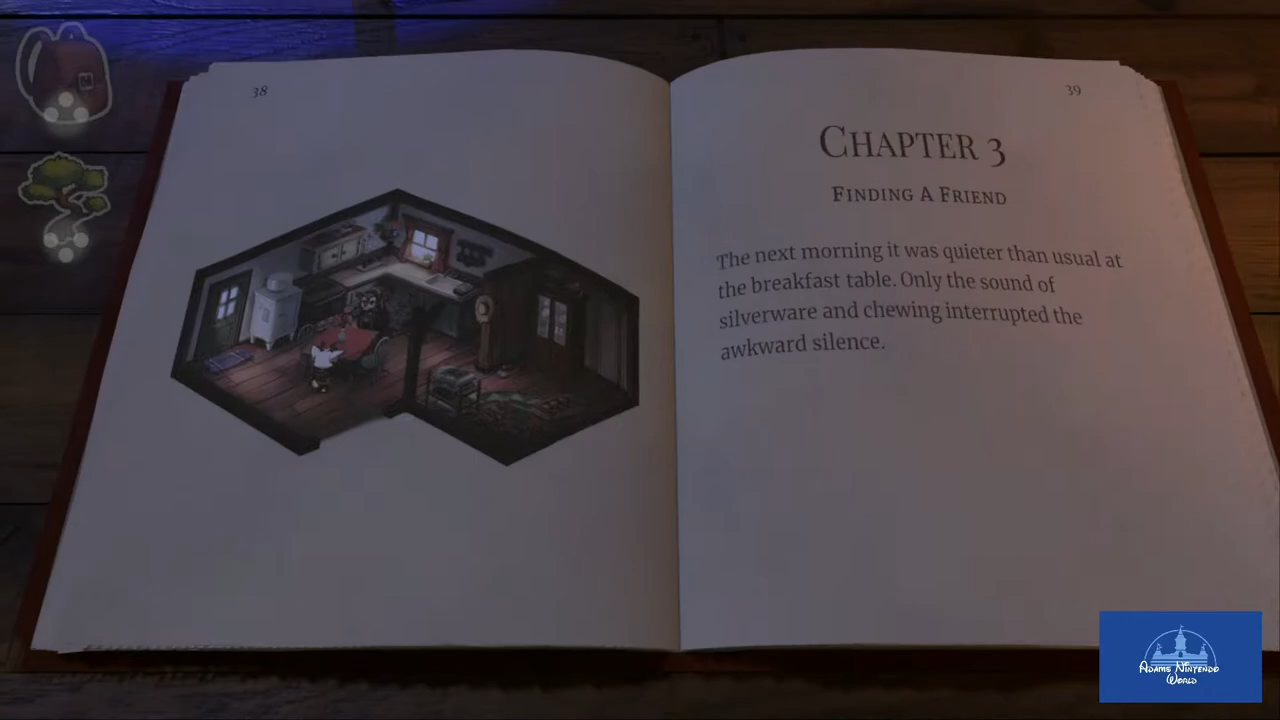 38
39
Chapter 3
Finding A Friend
The next morning it was quieter than usual at
the breakfast table. Only the sound of
silverware and chewing interrupted the
awkward silence.
Adams Nintendo
World